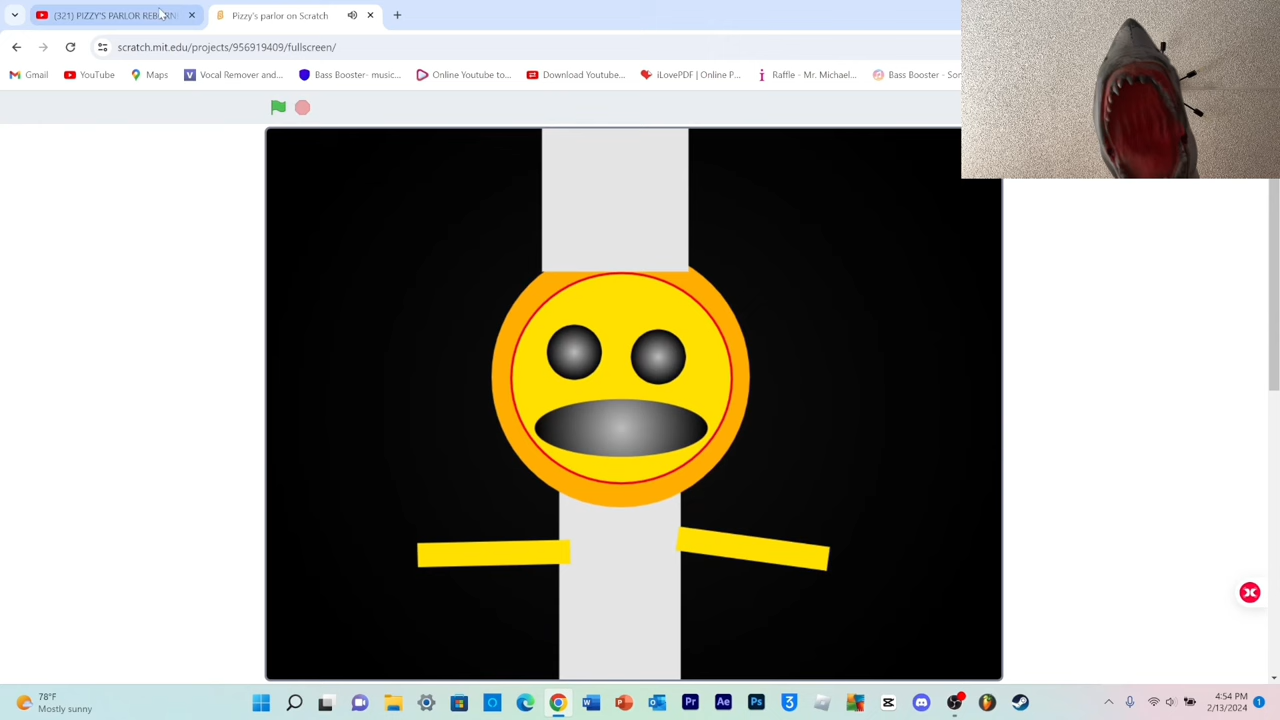 (321) PIZZY'S PARLOR REBORN
Pizzy's parlor on Scratch
scratch.mit.edu/projects/956919409/fullscreen/
Gmail
YouTube
Maps
Vocal Remover and...
Bass Booster- music...
Online Youtube to...
Download Youtube...
iLovePDF | Online P...
Raffle - Mr. Michael...
Bass Booster - Son
78°F
Mostly sunny
4:54 PM
2/13/2024